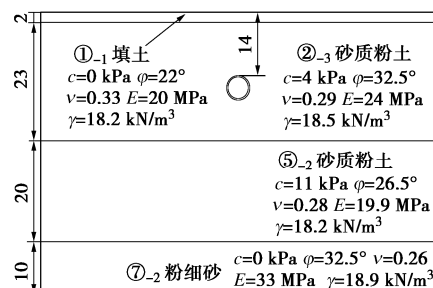 2
14
①₋₁ 填土
c=0 kPa φ=22°
ν=0.33 E=20 MPa
γ=18.2 kN/m³
②₋₃ 砂质粉土
c=4 kPa φ=32.5°
ν=0.29 E=24 MPa
γ=18.5 kN/m³
23
⑤₋₂ 砂质粉土
c=11 kPa φ=26.5°
ν=0.28 E=19.9 MPa
γ=18.2 kN/m³
20
⑦₋₂ 粉细砂
c=0 kPa φ=32.5° ν=0.26
E=33 MPa γ=18.9 kN/m³
10